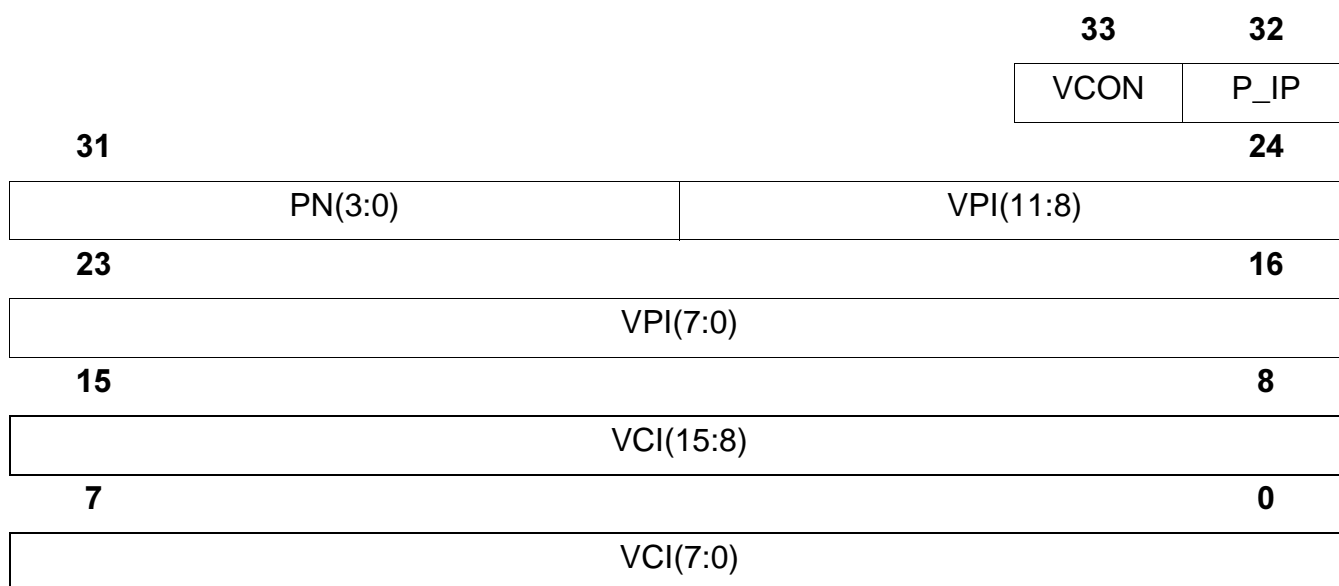 33 32
VCON P_IP
31 24
PN(3:0) VPI(11:8)
23 16
VPI(7:0)
15 8
VCI(15:8)
7 0
VCI(7:0)